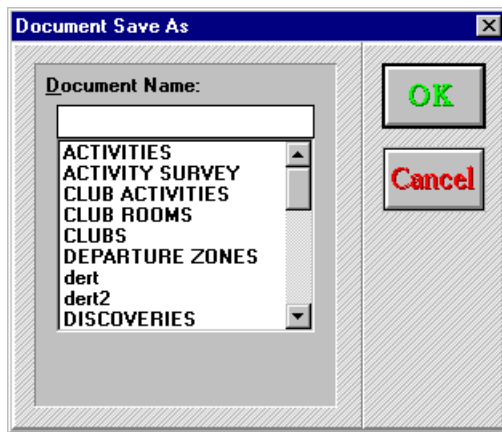 Document Save As
Document Name:
ACTIVITIES
ACTIVITY SURVEY
CLUB ACTIVITIES
CLUB ROOMS
CLUBS
DEPARTURE ZONES
dert
dert2
DISCOVERIES
OK
Cancel